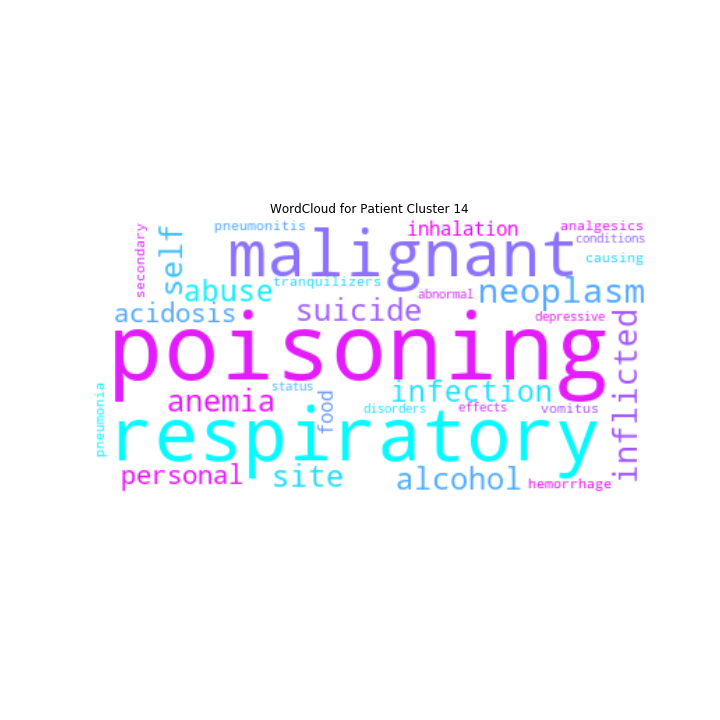 WordCloud for Patient Cluster 14
secondary
self
pneumonitis
inhalation
analgesics
malignant
conditions
causing
abuse
tranquilizers
abnormal
neoplasm
acidosis
suicide
depressive
poisoning
inflicted
pneumonia
anemia
status
food
infection
disorders
effects
vomitus
respiratory
personal
site
alcohol
hemorrhage